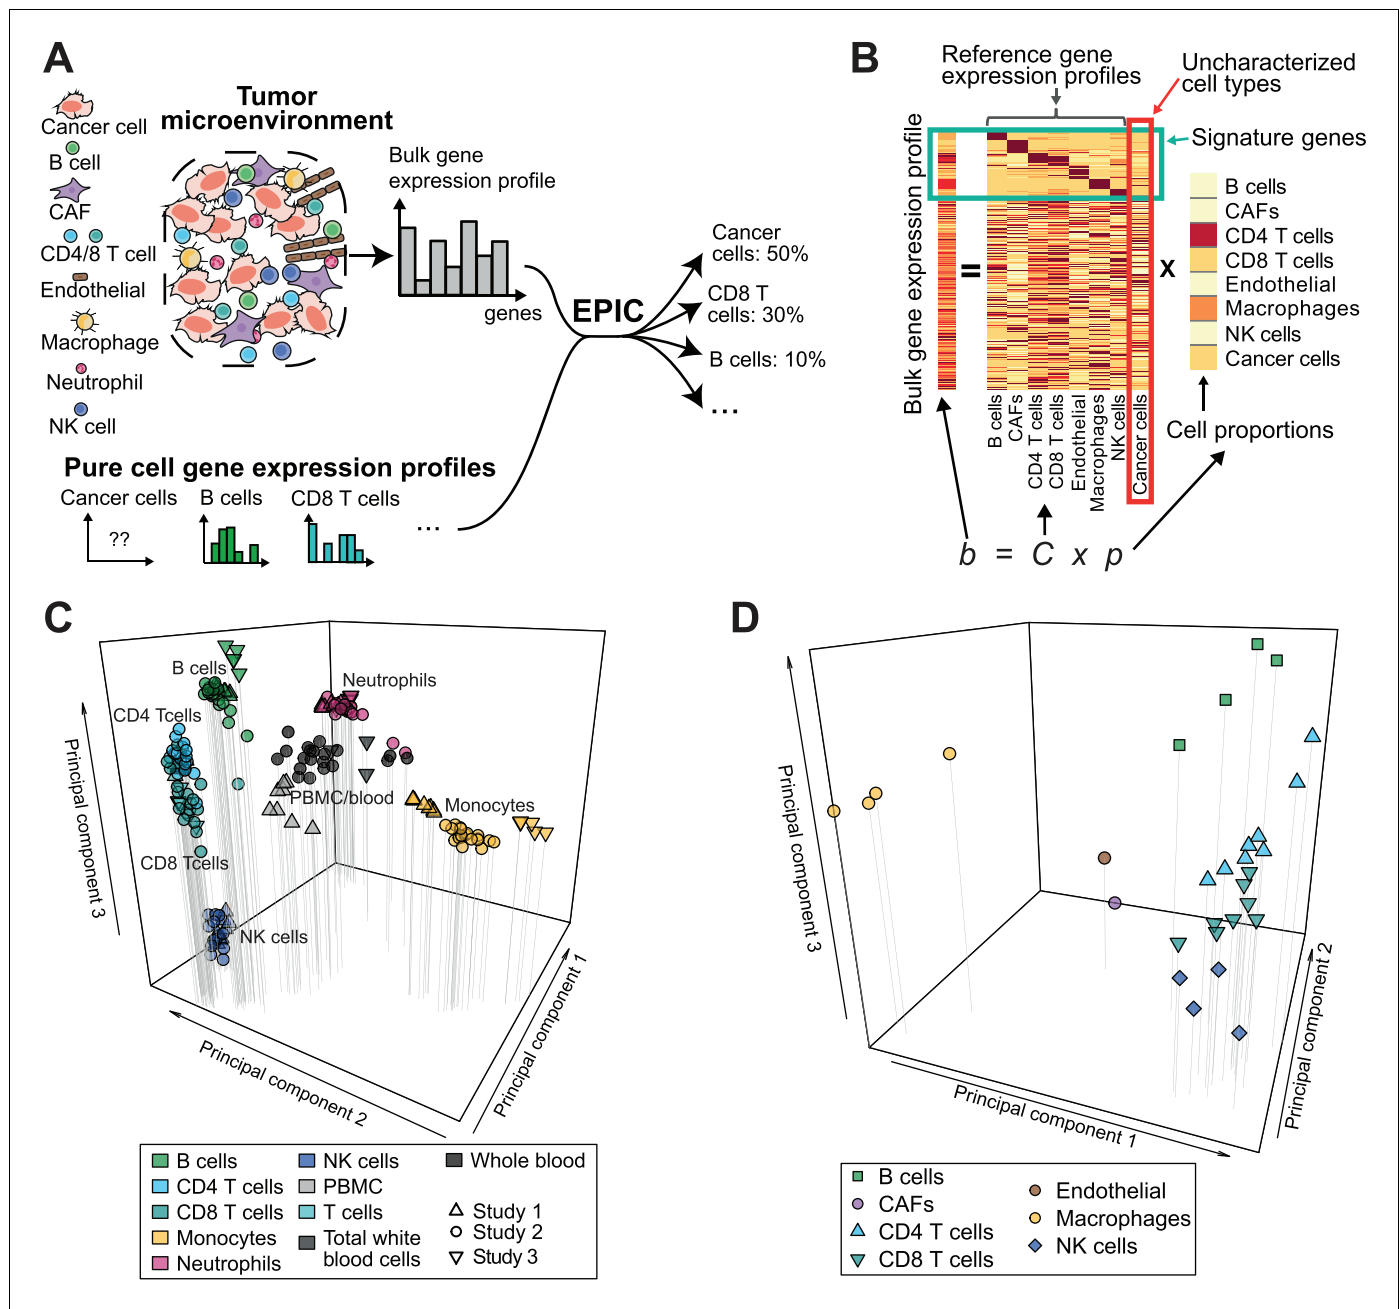 A
Tumor
microenvironment
Cancer cell
B cell
CAF
CD4/8 T cell
Endothelial
Macrophage
Neutrophil
NK cell
Bulk gene
expression profile
genes
EPIC
Cancer
cells: 50%
CD8 T
cells: 30%
B cells: 10%
...
Pure cell gene expression profiles
Cancer cells
B cells
CD8 T cells
??
...
B
Reference gene
expression profiles
Uncharacterized
cell types
Signature genes
Bulk gene expression profile
=
x
B cells
CAFs
CD4 T cells
CD8 T cells
Endothelial
Macrophages
NK cells
Cancer cells
B cells
CAFs
CD4 T cells
CD8 T cells
Endothelial
Macrophages
NK cells
Cancer cells
Cell proportions
b = C x p
C
B cells
Neutrophils
CD4 Tcells
PBMC/blood
Monocytes
CD8 Tcells
NK cells
Principal component 3
Principal component 2
Principal component 1
B cells
CD4 T cells
CD8 T cells
Monocytes
Neutrophils
NK cells
PBMC
T cells
Total white
blood cells
Whole blood
Study 1
Study 2
Study 3
D
Principal component 3
Principal component 1
Principal component 2
B cells
CAFs
CD4 T cells
CD8 T cells
Endothelial
Macrophages
NK cells